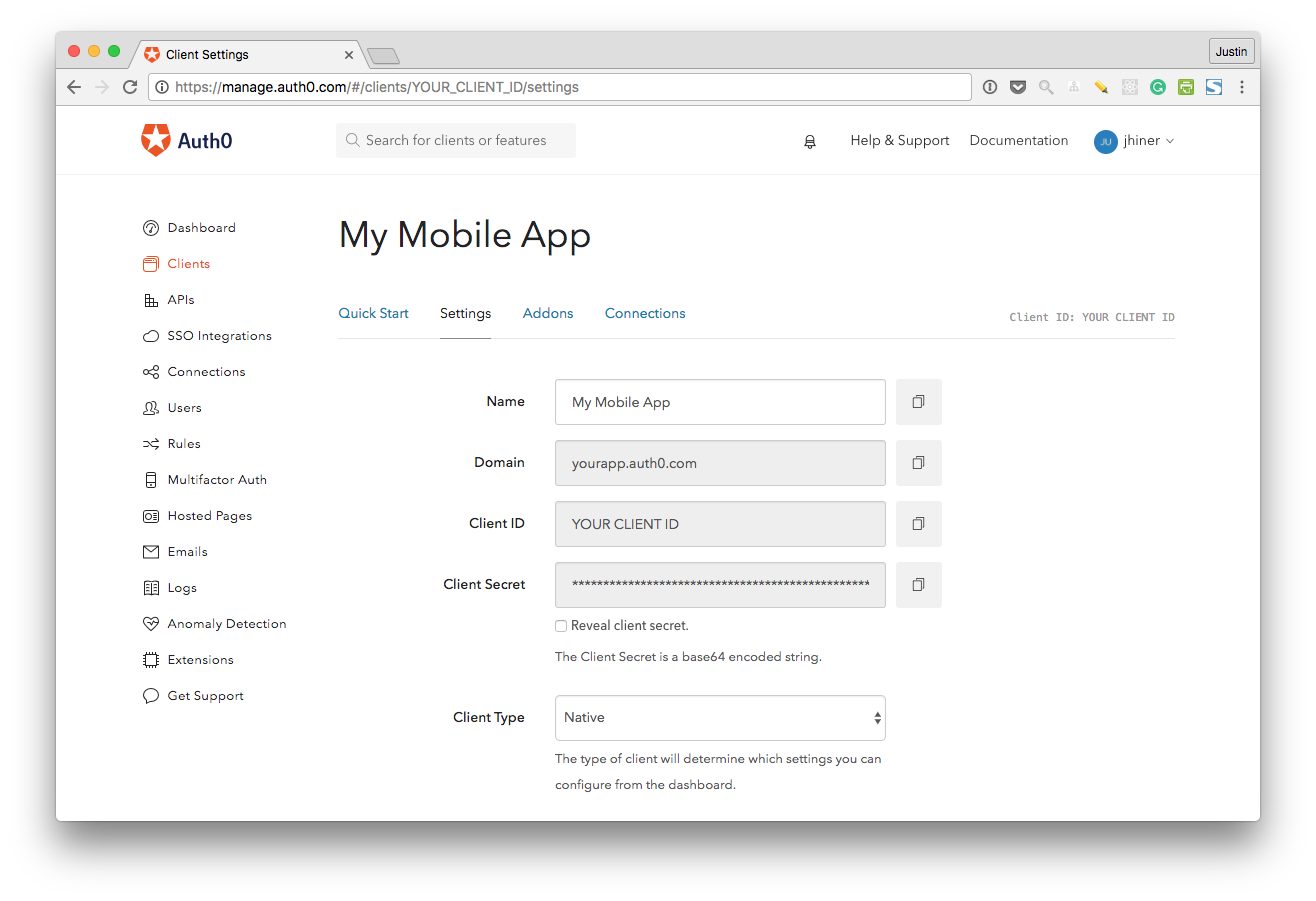 Client Settings
Justin
https://manage.auth0.com/#/clients/YOUR_CLIENT_ID/settings
Auth0
Search for clients or features
Help & Support
Documentation
JU
jhiner
Dashboard
Clients
APIs
SSO Integrations
Connections
Users
Rules
Multifactor Auth
Hosted Pages
Emails
Logs
Anomaly Detection
Extensions
Get Support
My Mobile App
Quick Start
Settings
Addons
Connections
Client ID: YOUR CLIENT ID
Name
My Mobile App
Domain
yourapp.auth0.com
Client ID
YOUR CLIENT ID
Client Secret
************************************************
Reveal client secret.
The Client Secret is a base64 encoded string.
Client Type
Native
The type of client will determine which settings you can
configure from the dashboard.